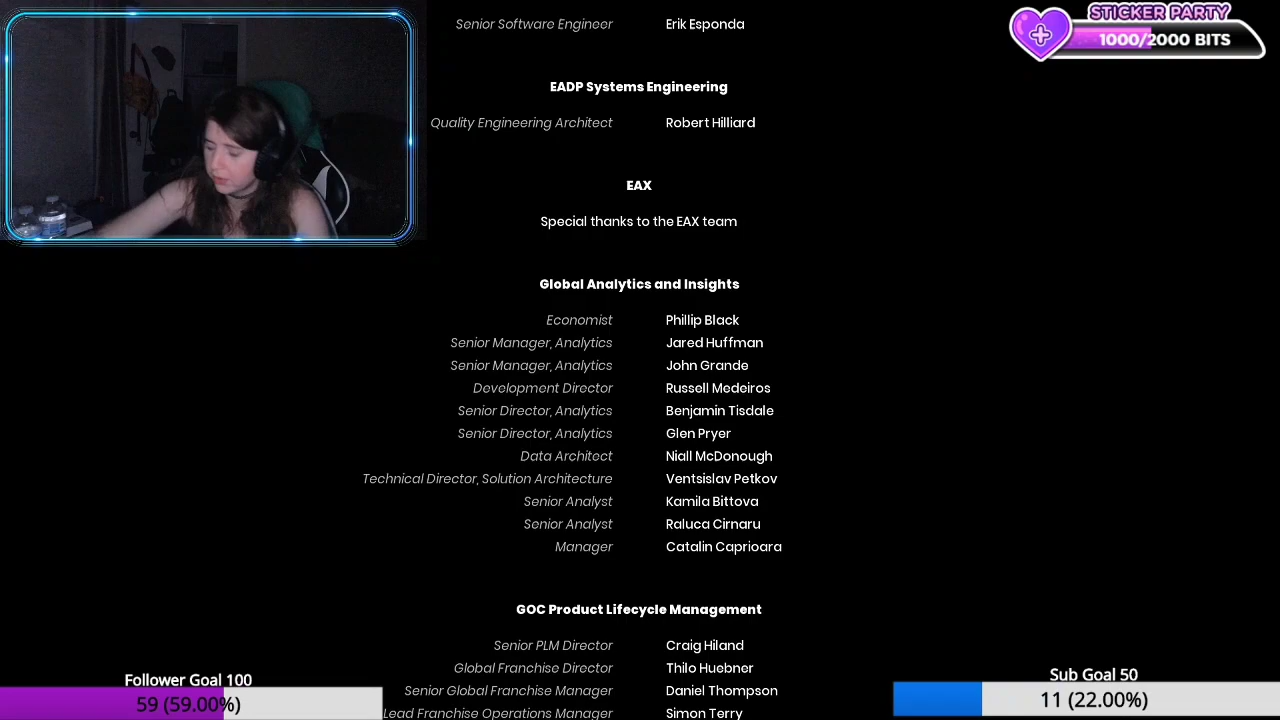 STICKER PARTY
1000/2000 BITS
Senior Software Engineer Erik Esponda
EADP Systems Engineering
Quality Engineering Architect Robert Hilliard
EAX
Special thanks to the EAX team
Global Analytics and Insights
Economist Phillip Black
Senior Manager, Analytics Jared Huffman
Senior Manager, Analytics John Grande
Development Director Russell Medeiros
Senior Director, Analytics Benjamin Tisdale
Senior Director, Analytics Glen Pryer
Data Architect Niall McDonough
Technical Director, Solution Architecture Ventsislav Petkov
Senior Analyst Kamila Bittova
Senior Analyst Raluca Cirnaru
Manager Catalin Caprioara
GOC Product Lifecycle Management
Senior PLM Director Craig Hiland
Global Franchise Director Thilo Huebner
Senior Global Franchise Manager Daniel Thompson
Lead Franchise Operations Manager Simon Terry
Follower Goal 100
59 (59.00%)
Sub Goal 50
11 (22.00%)